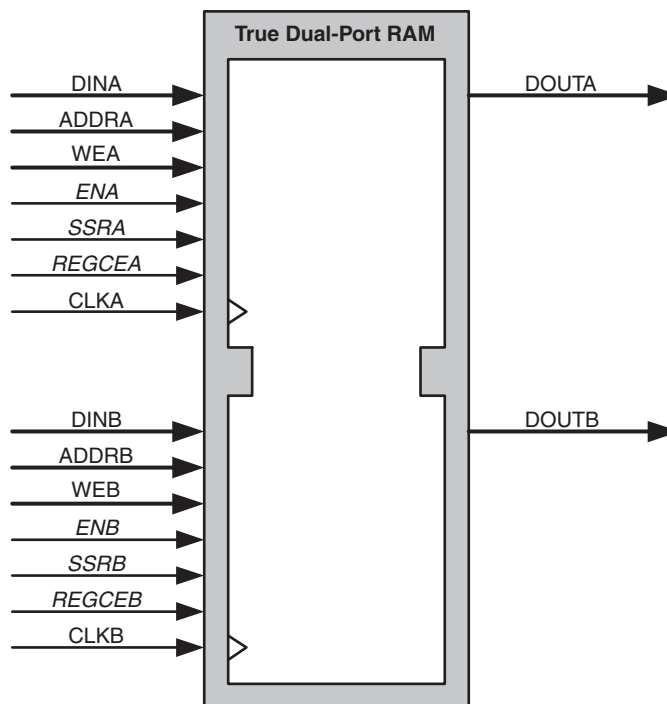 True Dual-Port RAM
DINA
ADDRA
WEA
ENA
SSRA
REGCEA
CLKA
DOUTA
DINB
ADDRB
WEB
ENB
SSRB
REGCEB
CLKB
DOUTB